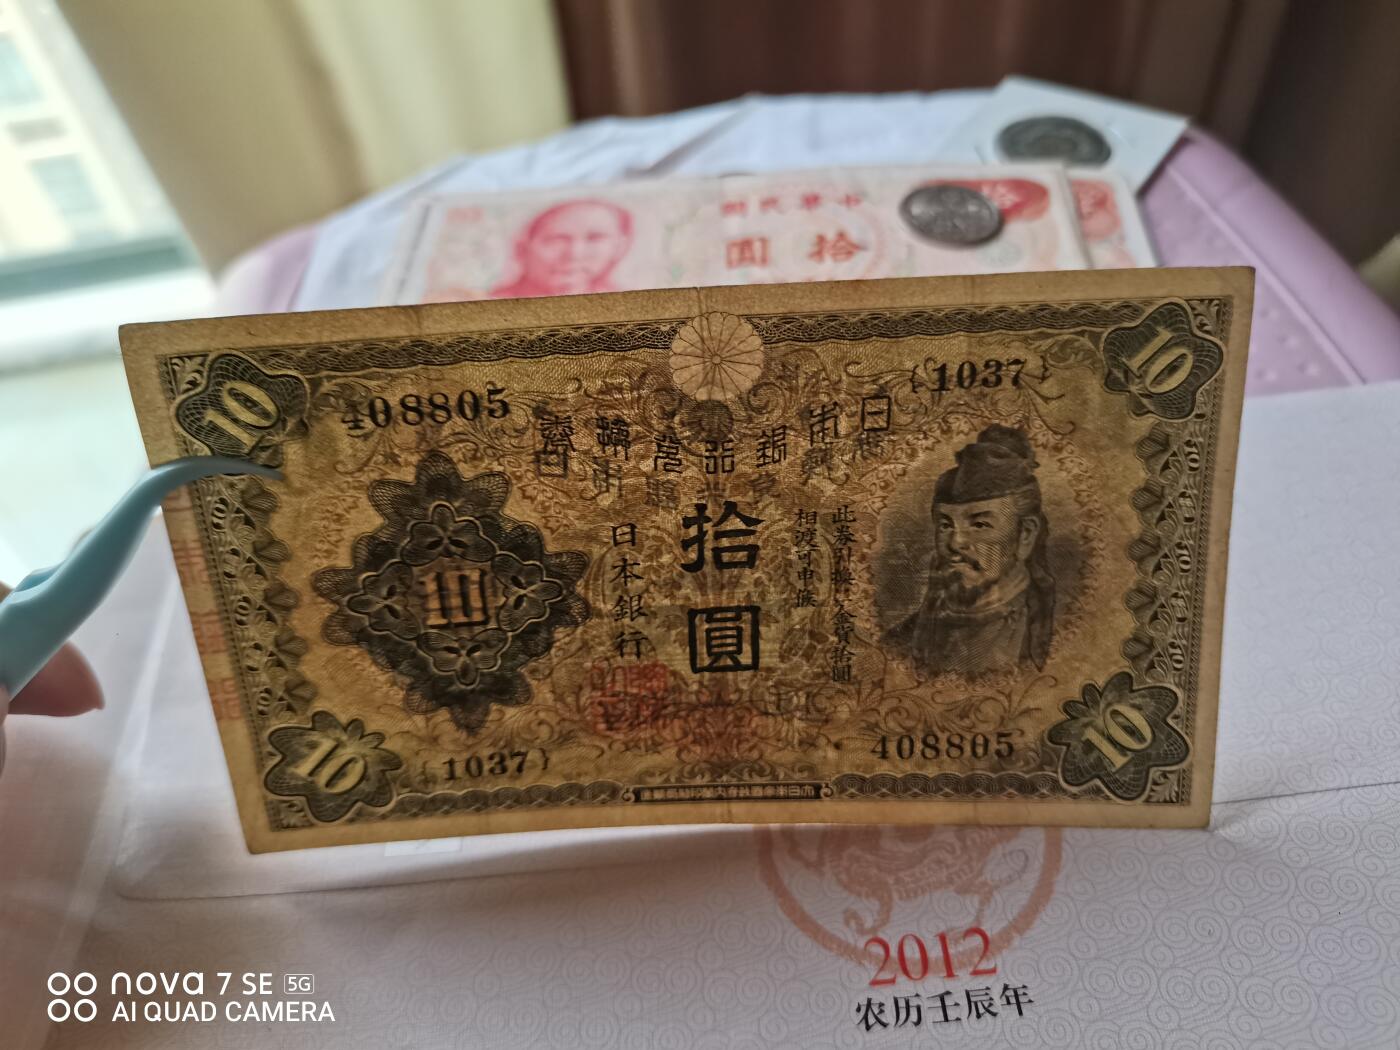 中華民國
拾圓
10
10
408805
{1037}
日本銀行兌換券
拾圓
此券引換ニ金貨拾圓
相渡可申候
日本銀行
10
10
{1037}
408805
2012
农历壬辰年
nova 7 SE 5G
AI QUAD CAMERA